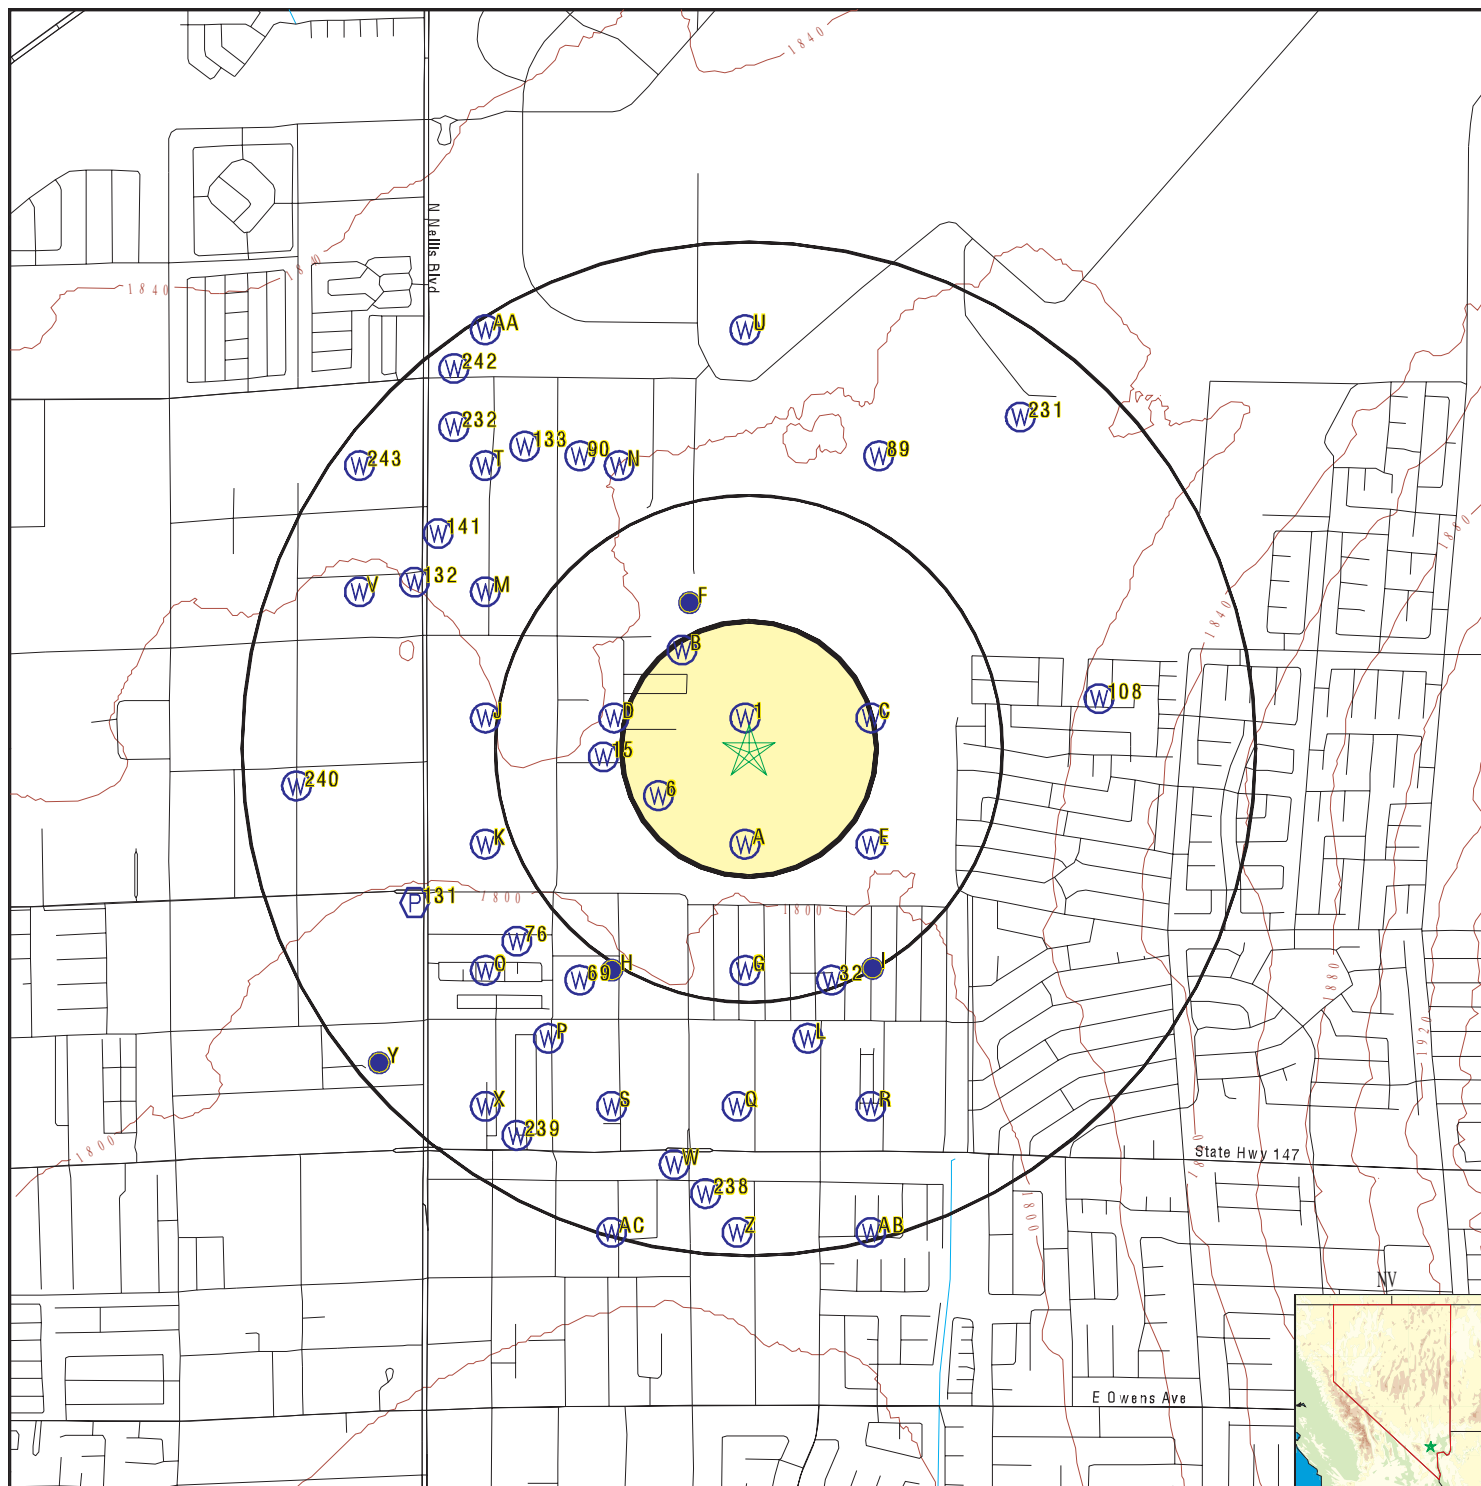 1840
N Nellis Blvd
1840
1840
W AA
W U
W 242
W 231
W 232
W 133
W 90
W N
W 89
W 243
W T
W 141
1880
W 132
W V
W M
F
1840
W B
W 108
W J
W D
W 1
W C
W 15
W 240
W 6
W K
W A
W E
P 131
1800
1800
W 76
W O
W 69
H
W G
W 32
I
1880
W P
W L
1920
Y
W X
W S
W Q
W R
W 239
1800
State Hwy 147
W W
W 238
1800
W AC
W Z
W AB
NV
E Owens Ave